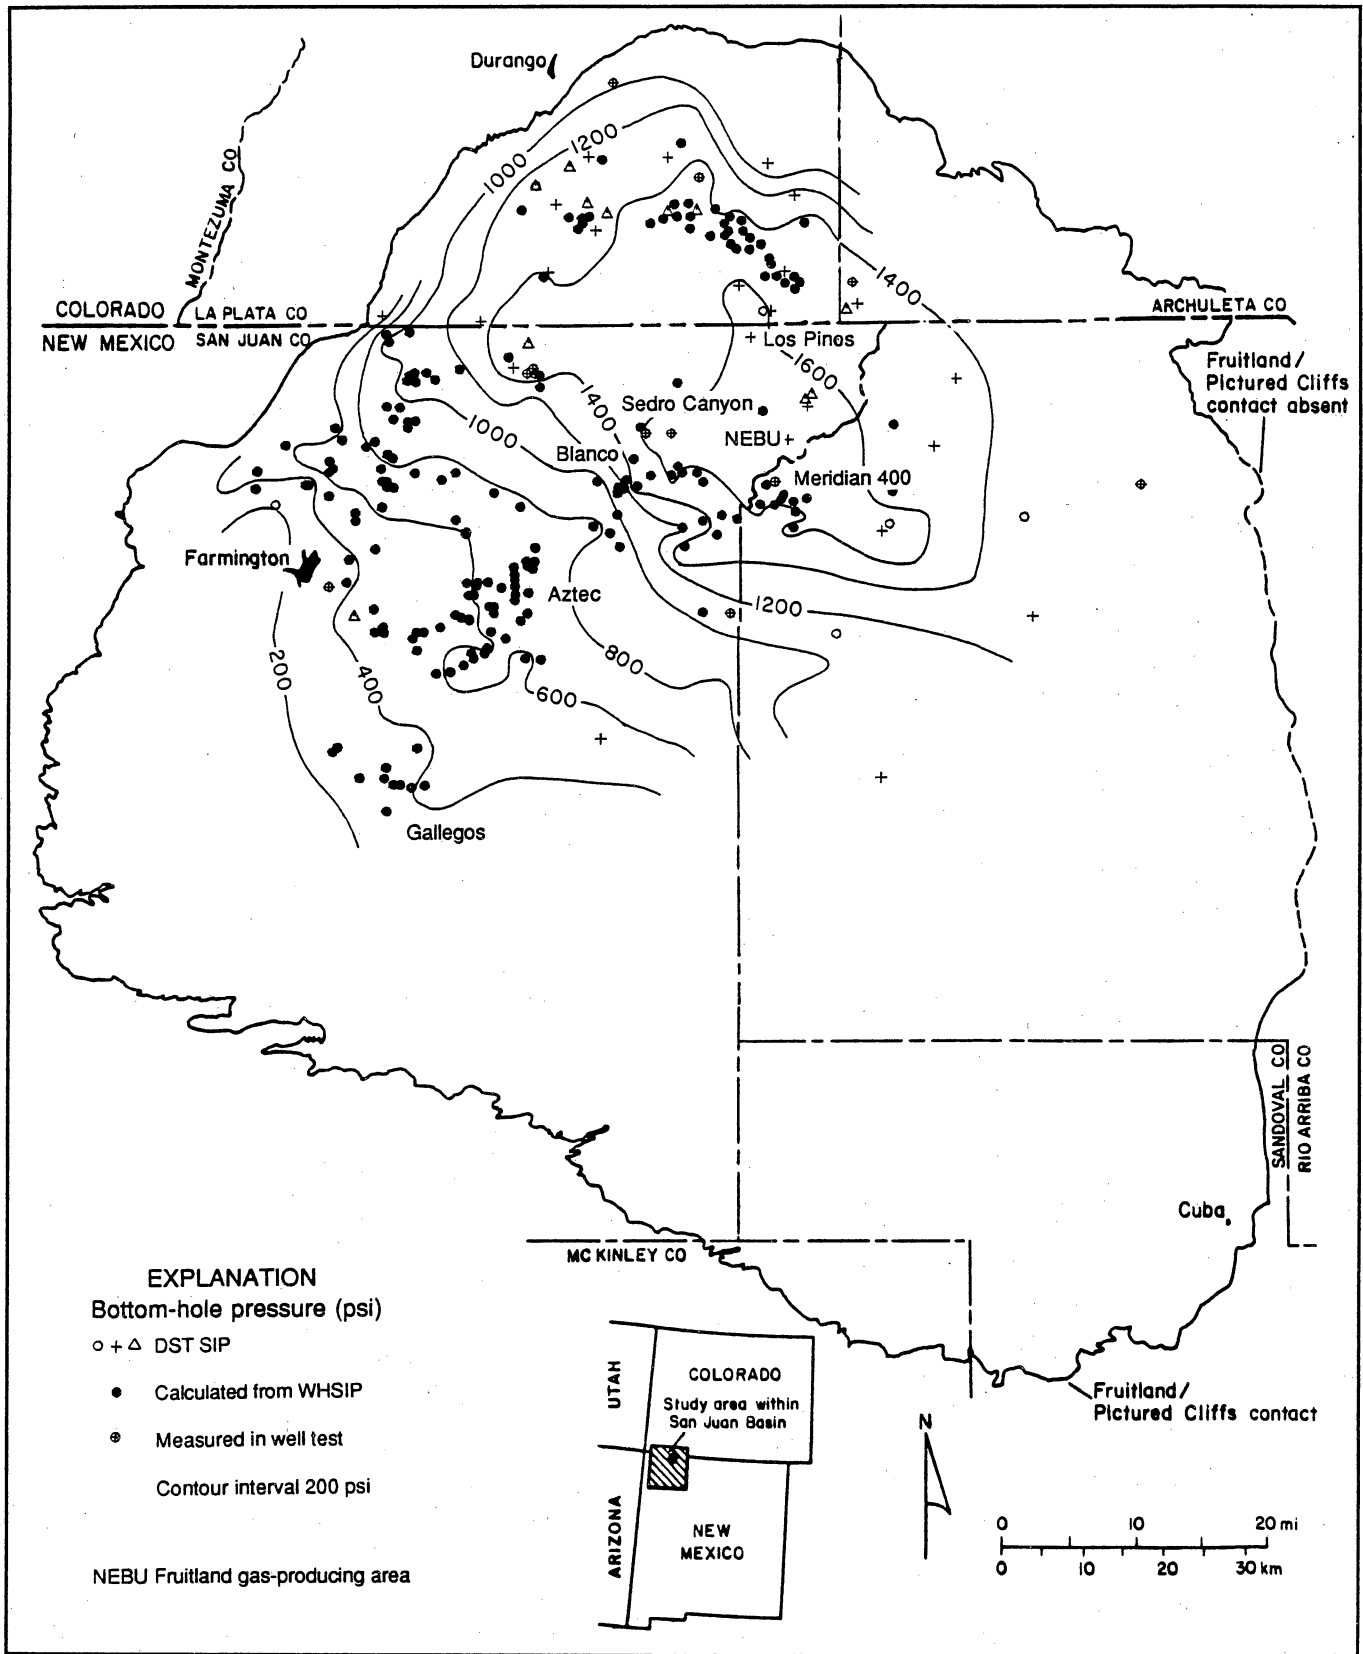 Durango
1000
1200
MONTEZUMA CO
1400
COLORADO
LA PLATA CO
ARCHULETA CO
NEW MEXICO
SAN JUAN CO
Los Pinos
Fruitland/
Pictured Cliffs
contact absent
1600
1400
Sedro Canyon
1000
NEBU
Blanco
Meridian 400
Farmington
Aztec
1200
200
400
800
600
Gallegos
SANDOVAL CO
RIO ARRIBA CO
Cuba
MC KINLEY CO
EXPLANATION
Bottom-hole pressure (psi)
DST SIP
Calculated from WHSIP
Measured in well test
Contour interval 200 psi
NEBU Fruitland gas-producing area
UTAH
COLORADO
Study area within
San Juan Basin
ARIZONA
NEW
MEXICO
N
Fruitland/
Pictured Cliffs contact
0 10 20 mi
0 10 20 30 km